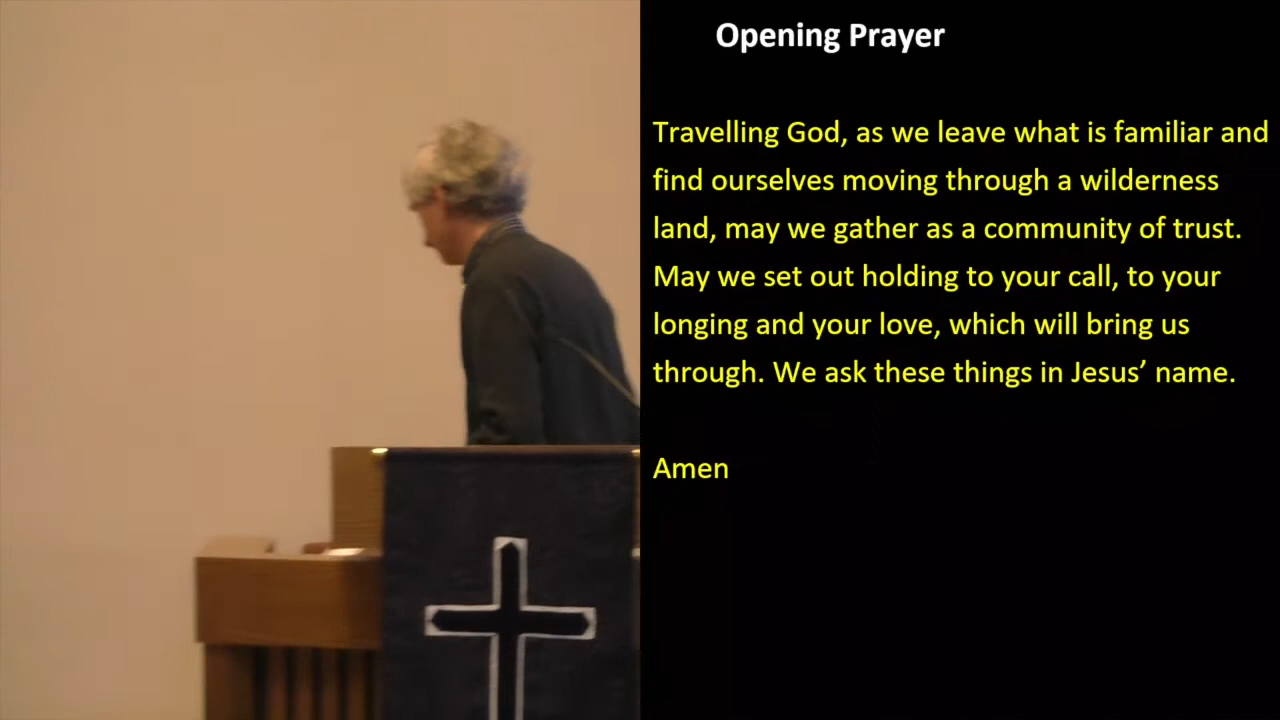 Opening Prayer
Travelling God, as we leave what is familiar and
find ourselves moving through a wilderness
land, may we gather as a community of trust.
May we set out holding to your call, to your
longing and your love, which will bring us
through. We ask these things in Jesus’ name.
Amen